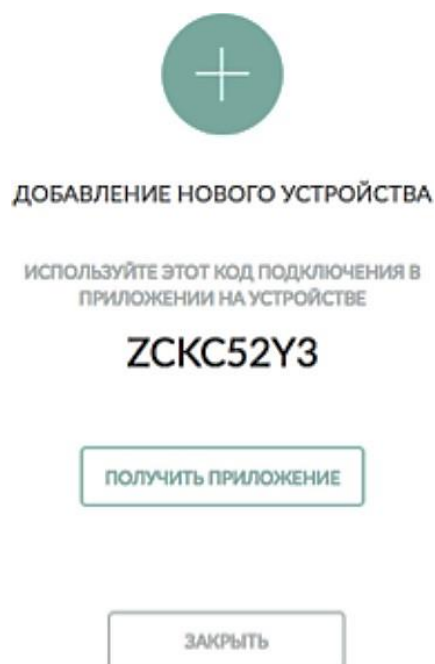 ДОБАВЛЕНИЕ НОВОГО УСТРОЙСТВА
ИСПОЛЬЗУЙТЕ ЭТОТ КОД ПОДКЛЮЧЕНИЯ В
ПРИЛОЖЕНИИ НА УСТРОЙСТВЕ
ZCKC52Y3
ПОЛУЧИТЬ ПРИЛОЖЕНИЕ
ЗАКРЫТЬ